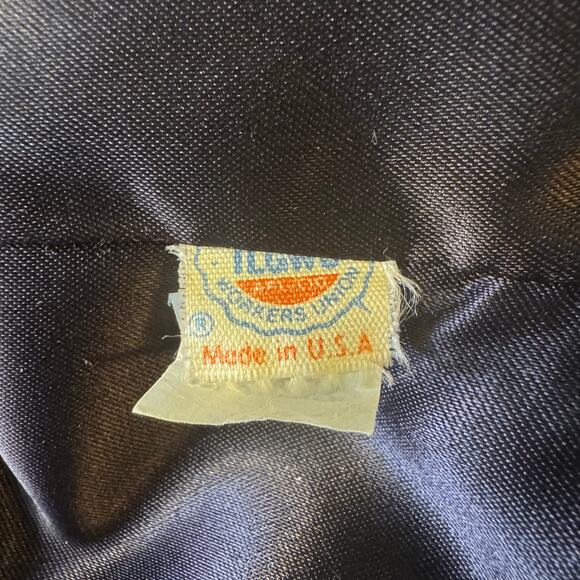 ILGWU
WORKERS UNION
®
Made in U.S.A